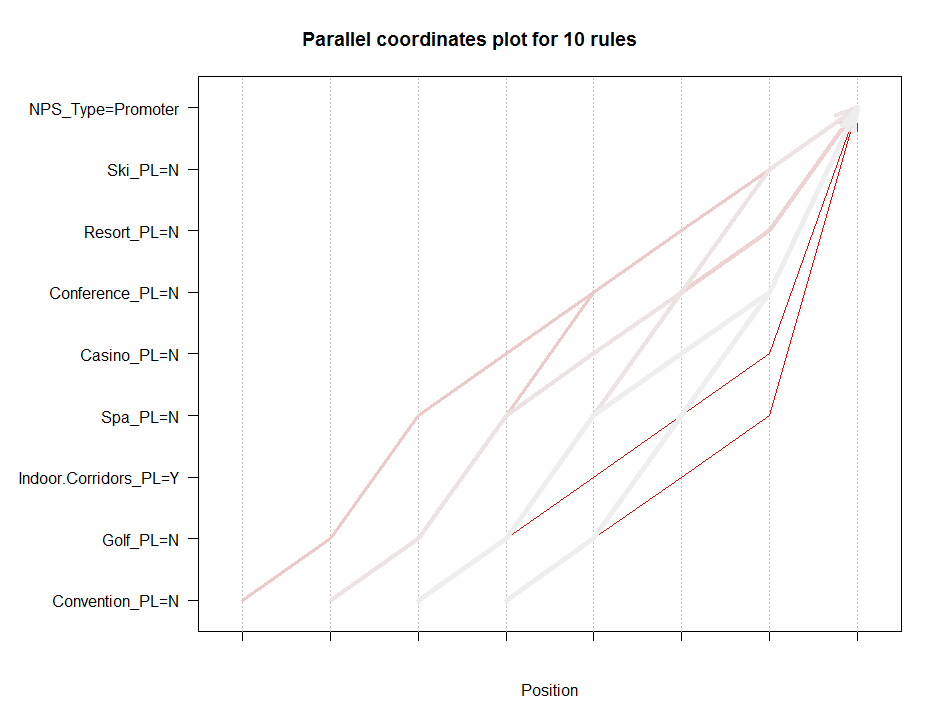 Parallel coordinates plot for 10 rules
NPS_Type=Promoter
Ski_PL=N
Resort_PL=N
Conference_PL=N
Casino_PL=N
Spa_PL=N
Indoor.Corridors_PL=Y
Golf_PL=N
Convention_PL=N
Position